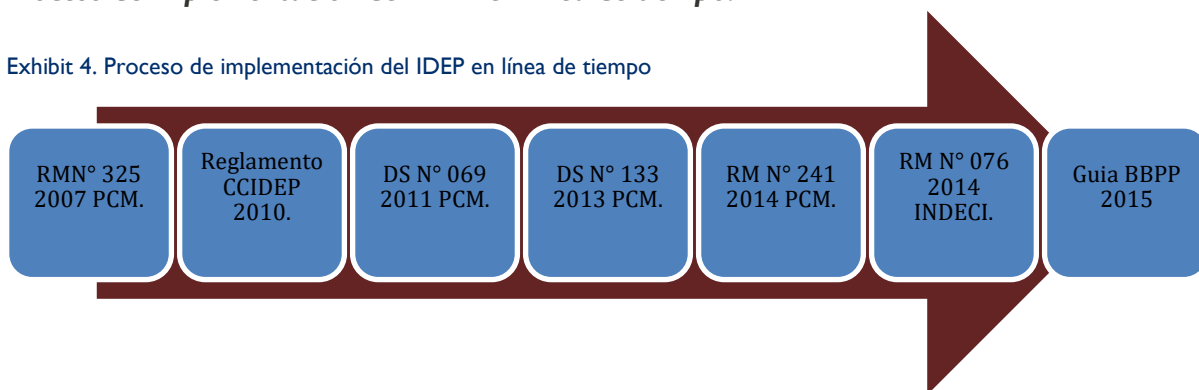 Exhibit 4. Proceso de implementación del IDEP en línea de tiempo
RMN° 325
2007 PCM.
Reglamento
CCIDEP
2010.
DS N° 069
2011 PCM.
DS N° 133
2013 PCM.
RM N° 241
2014 PCM.
RM N° 076
2014
INDECI.
Guia BBPP
2015